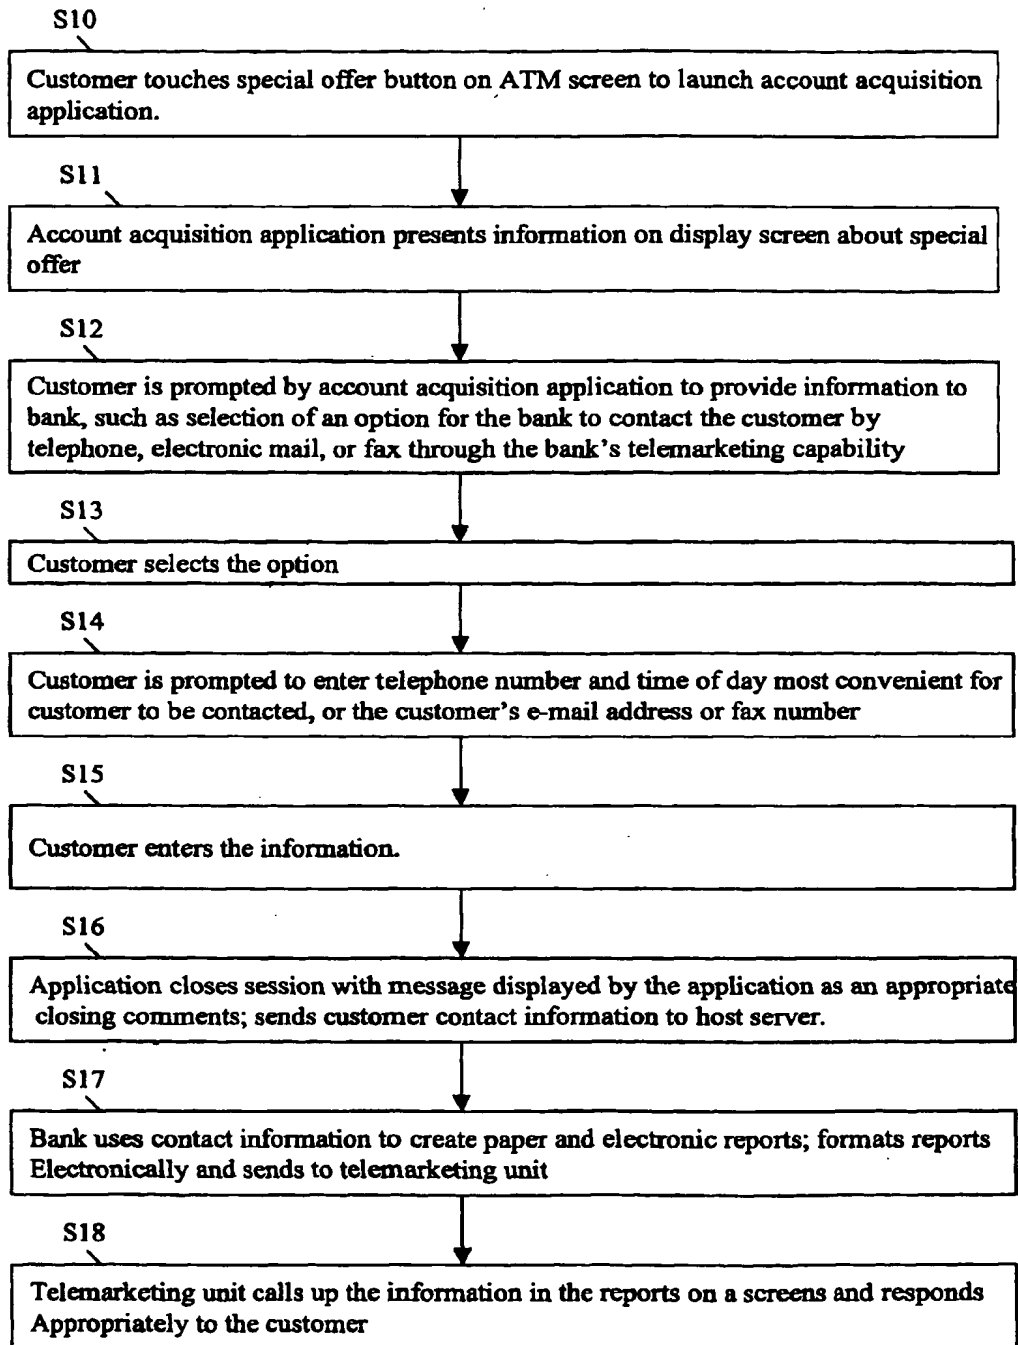 S10
Customer touches special offer button on ATM screen to launch account acquisition
application.
S11
Account acquisition application presents information on display screen about special
offer
S12
Customer is prompted by account acquisition application to provide information to
bank, such as selection of an option for the bank to contact the customer by
telephone, electronic mail, or fax through the bank's telemarketing capability
S13
Customer selects the option
S14
Customer is prompted to enter telephone number and time of day most convenient for
customer to be contacted, or the customer's e-mail address or fax number
S15
Customer enters the information.
S16
Application closes session with message displayed by the application as an appropriate
closing comments; sends customer contact information to host server.
S17
Bank uses contact information to create paper and electronic reports; formats reports
Electronically and sends to telemarketing unit
S18
Telemarketing unit calls up the information in the reports on a screens and responds
Appropriately to the customer